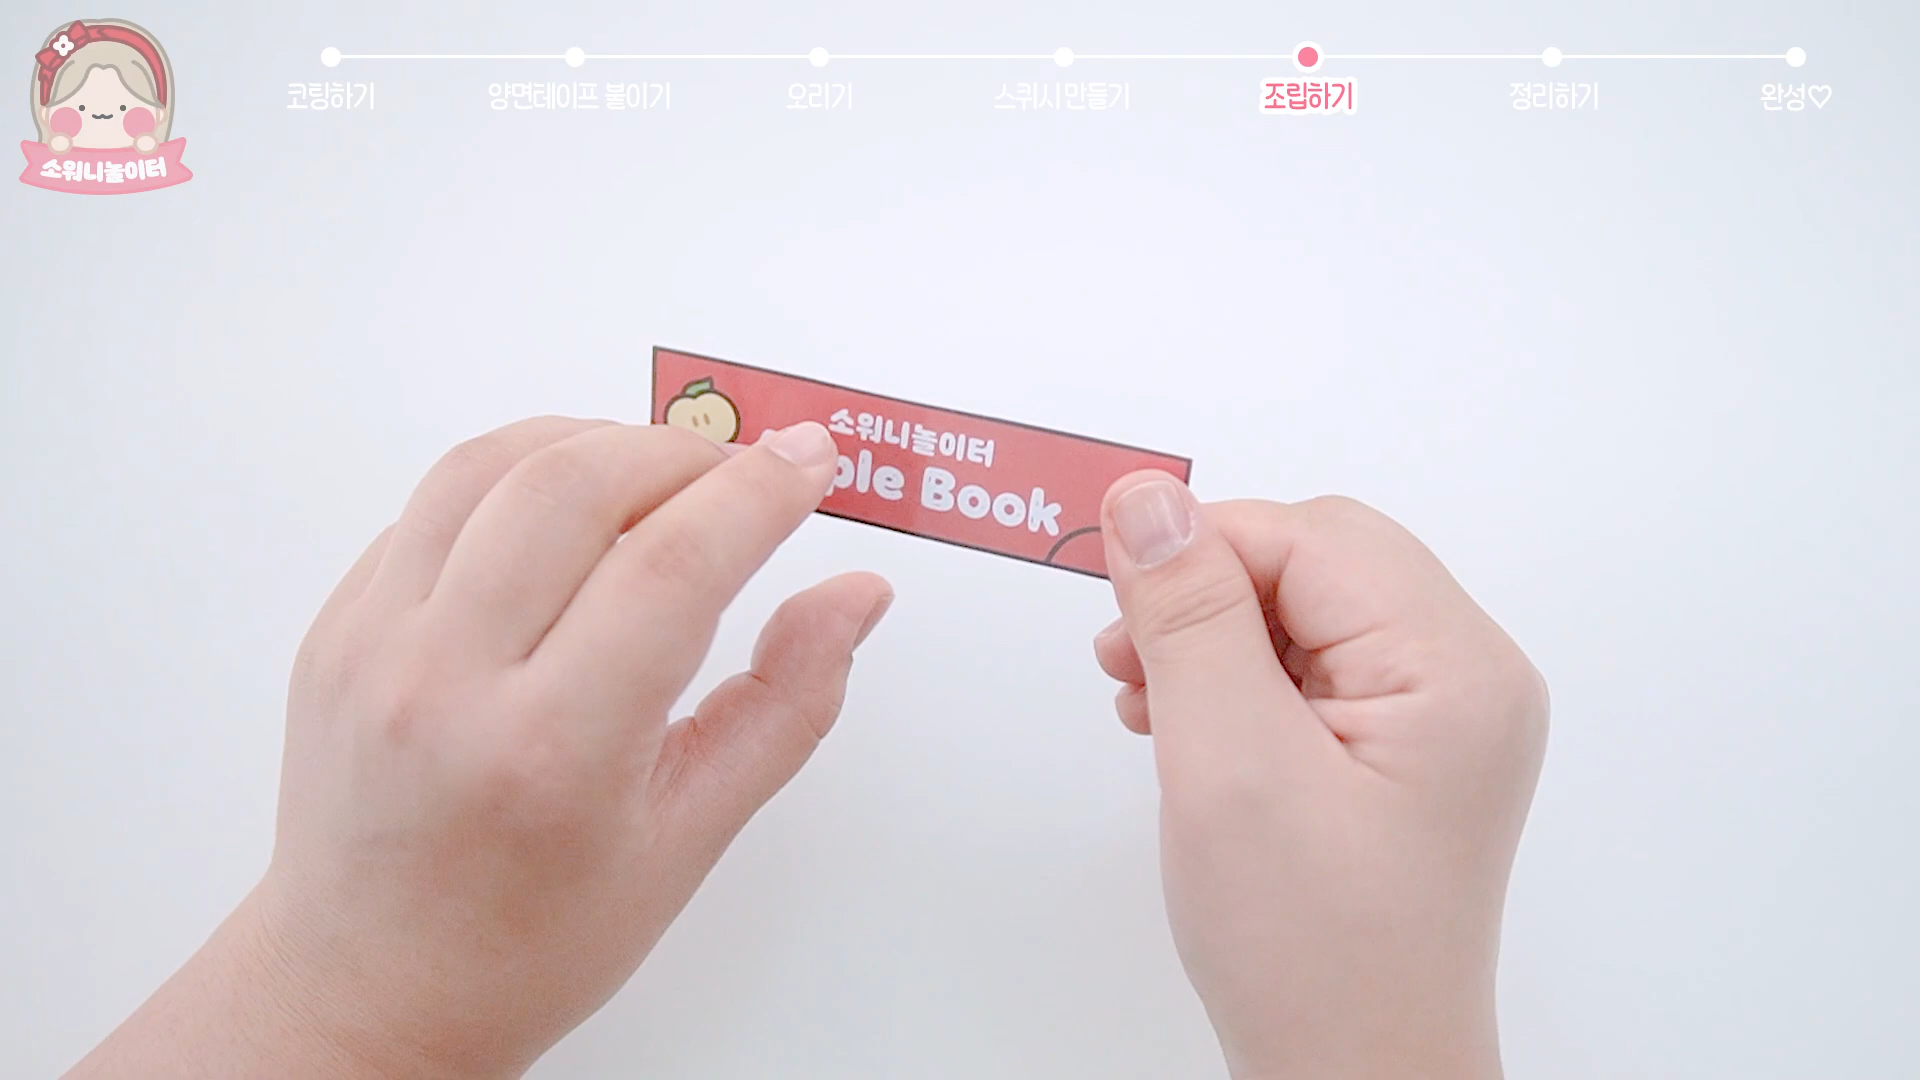 코팅하기
양면테이프 붙이기
오리기
스퀴시 만들기
조립하기
정리하기
완성♡
소워니놀이터
소워니놀이터
ple Book